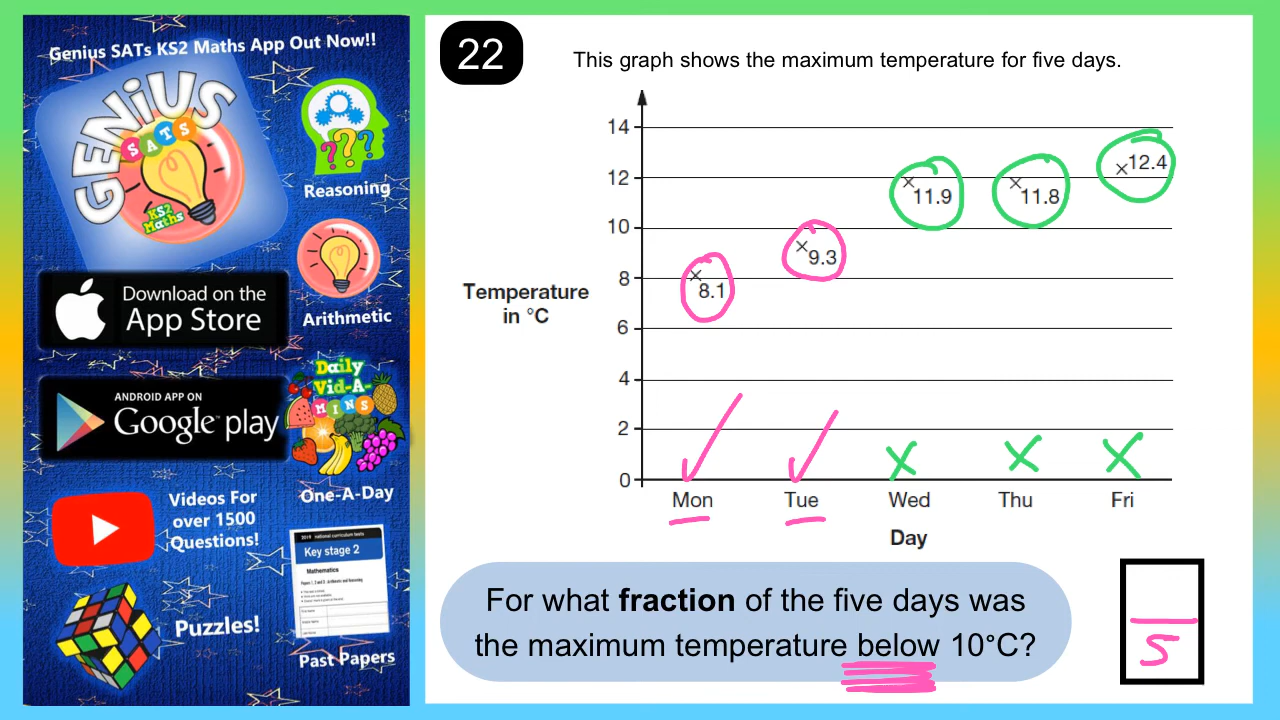 Genius SATs KS2 Maths App Out Now!!
GENiUS
SATS
KS2
Maths
Reasoning
Download on the
App Store
Arithmetic
ANDROID APP ON
Google play
Daily
Vid-A-
MINS
One-A-Day
Videos For
over 1500
Questions!
Key stage 2
Mathematics
Puzzles!
Past Papers
22
This graph shows the maximum temperature for five days.
14
12
10
8
6
4
2
0
Temperature
in °C
8.1
9.3
11.9
11.8
12.4
Mon Tue Wed Thu Fri
Day
For what fraction of the five days was
the maximum temperature below 10°C?
5